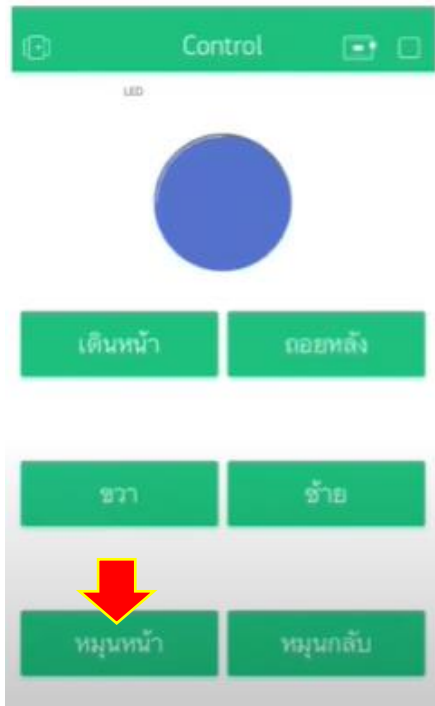 Control
LED
เดินหน้า ถอยหลัง
ขวา ซ้าย
หมุนหน้า หมุนกลับ